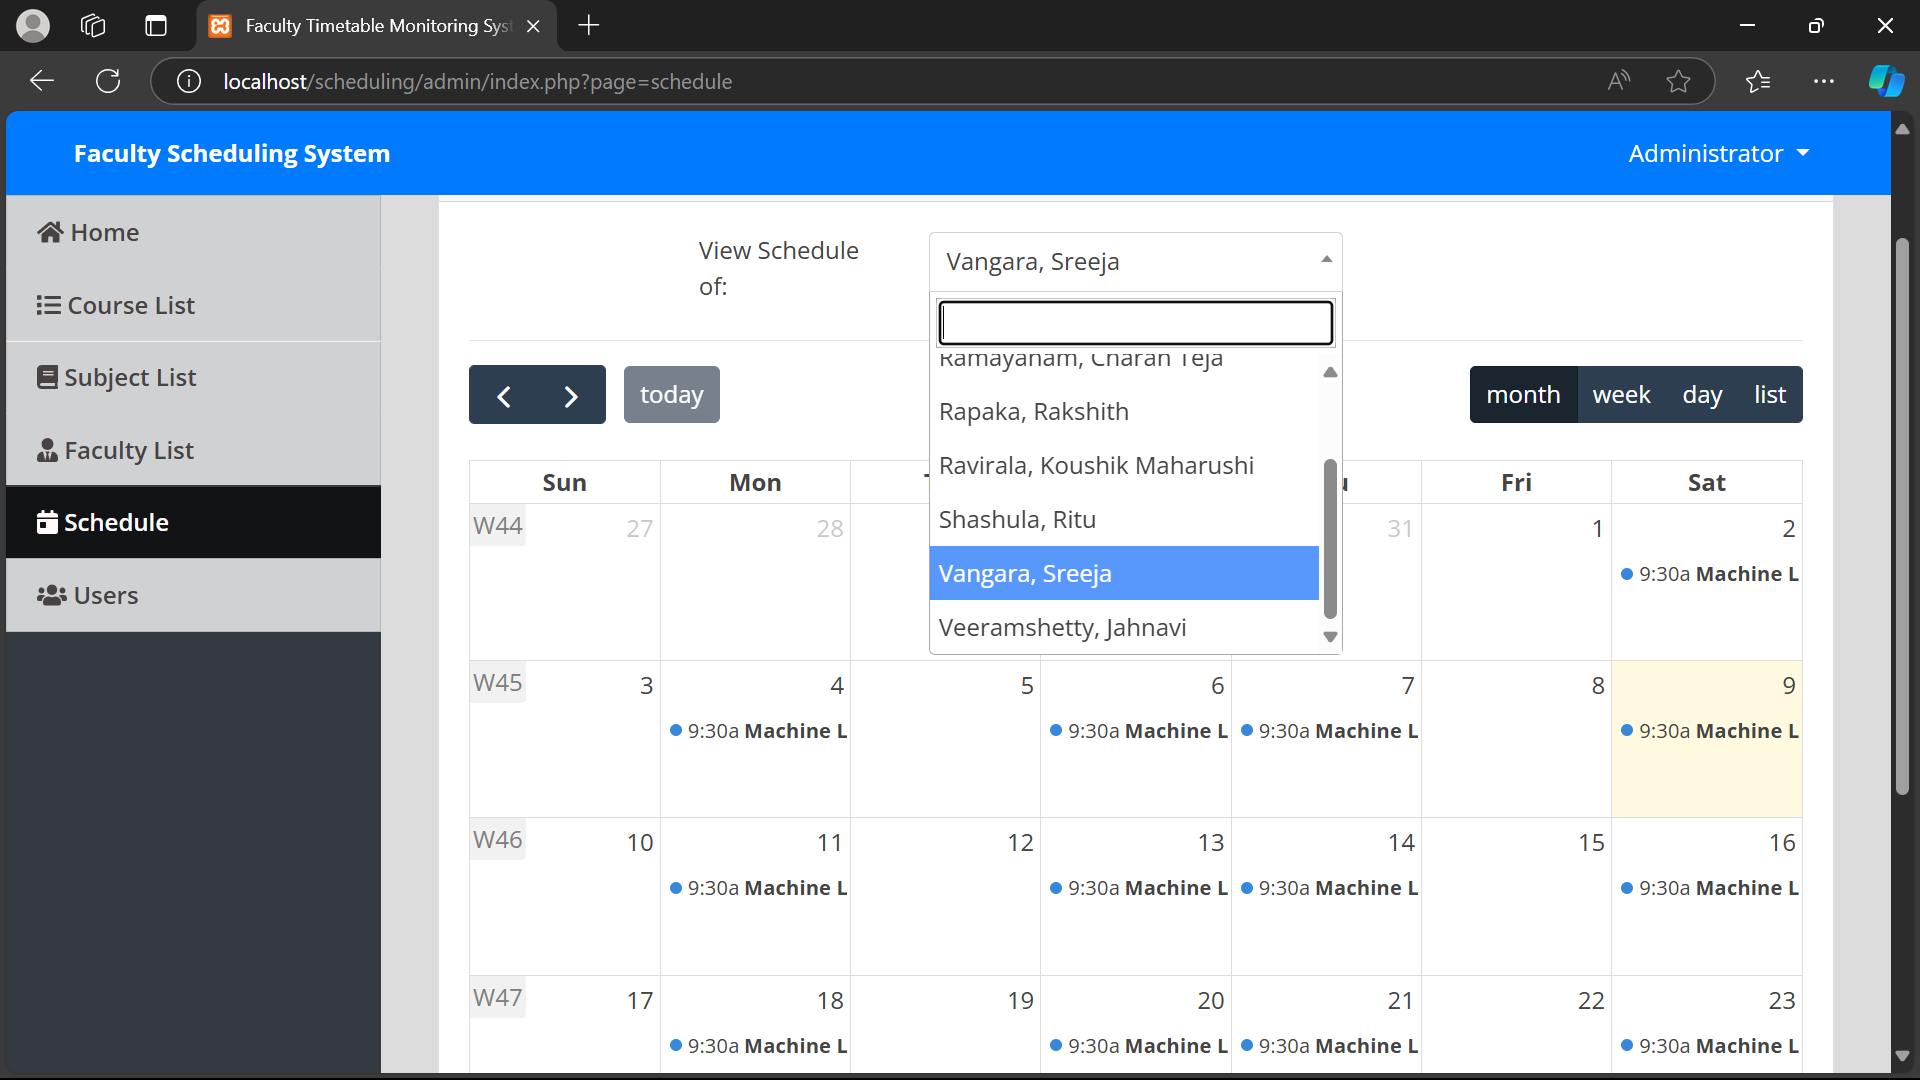 Faculty Timetable Monitoring Sys
localhost/scheduling/admin/index.php?page=schedule
Faculty Scheduling System
Administrator
Home
Course List
Subject List
Faculty List
Schedule
Users
View Schedule
of:
Vangara, Sreeja
Ramayanam, Charan Teja
Rapaka, Rakshith
Ravirala, Koushik Maharushi
Shashula, Ritu
Vangara, Sreeja
Veeramshetty, Jahnavi
today
month week day list
Sun Mon Fri Sat
W44 27 28 31 1 2
9:30a Machine L
W45 3 4 5 6 7 8 9
9:30a Machine L 9:30a Machine L 9:30a Machine L 9:30a Machine L
W46 10 11 12 13 14 15 16
9:30a Machine L 9:30a Machine L 9:30a Machine L 9:30a Machine L
W47 17 18 19 20 21 22 23
9:30a Machine L 9:30a Machine L 9:30a Machine L 9:30a Machine L